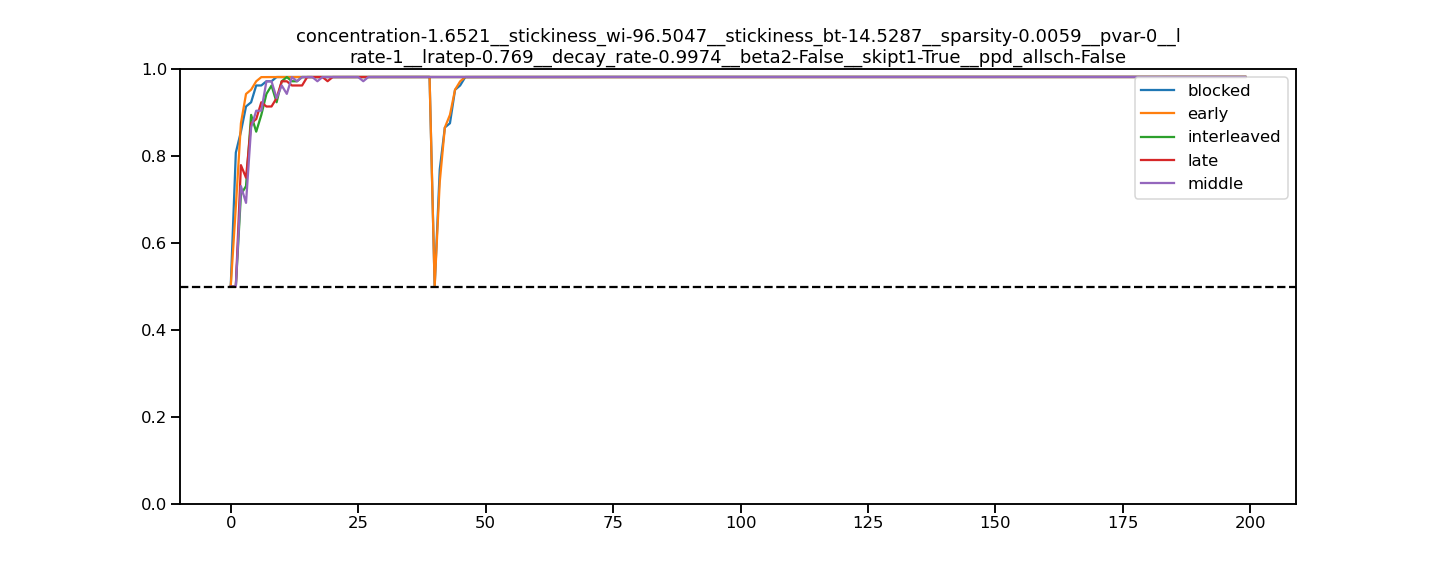 concentration-1.6521__stickiness_wi-96.5047__stickiness_bt-14.5287__sparsity-0.0059__pvar-0__l
rate-1__lratep-0.769__decay_rate-0.9974__beta2-False__skipt1-True__ppd_allsch-False
1.0
0.8
0.6
0.4
0.2
0.0
blocked
early
interleaved
late
middle
0 25 50 75 100 125 150 175 200